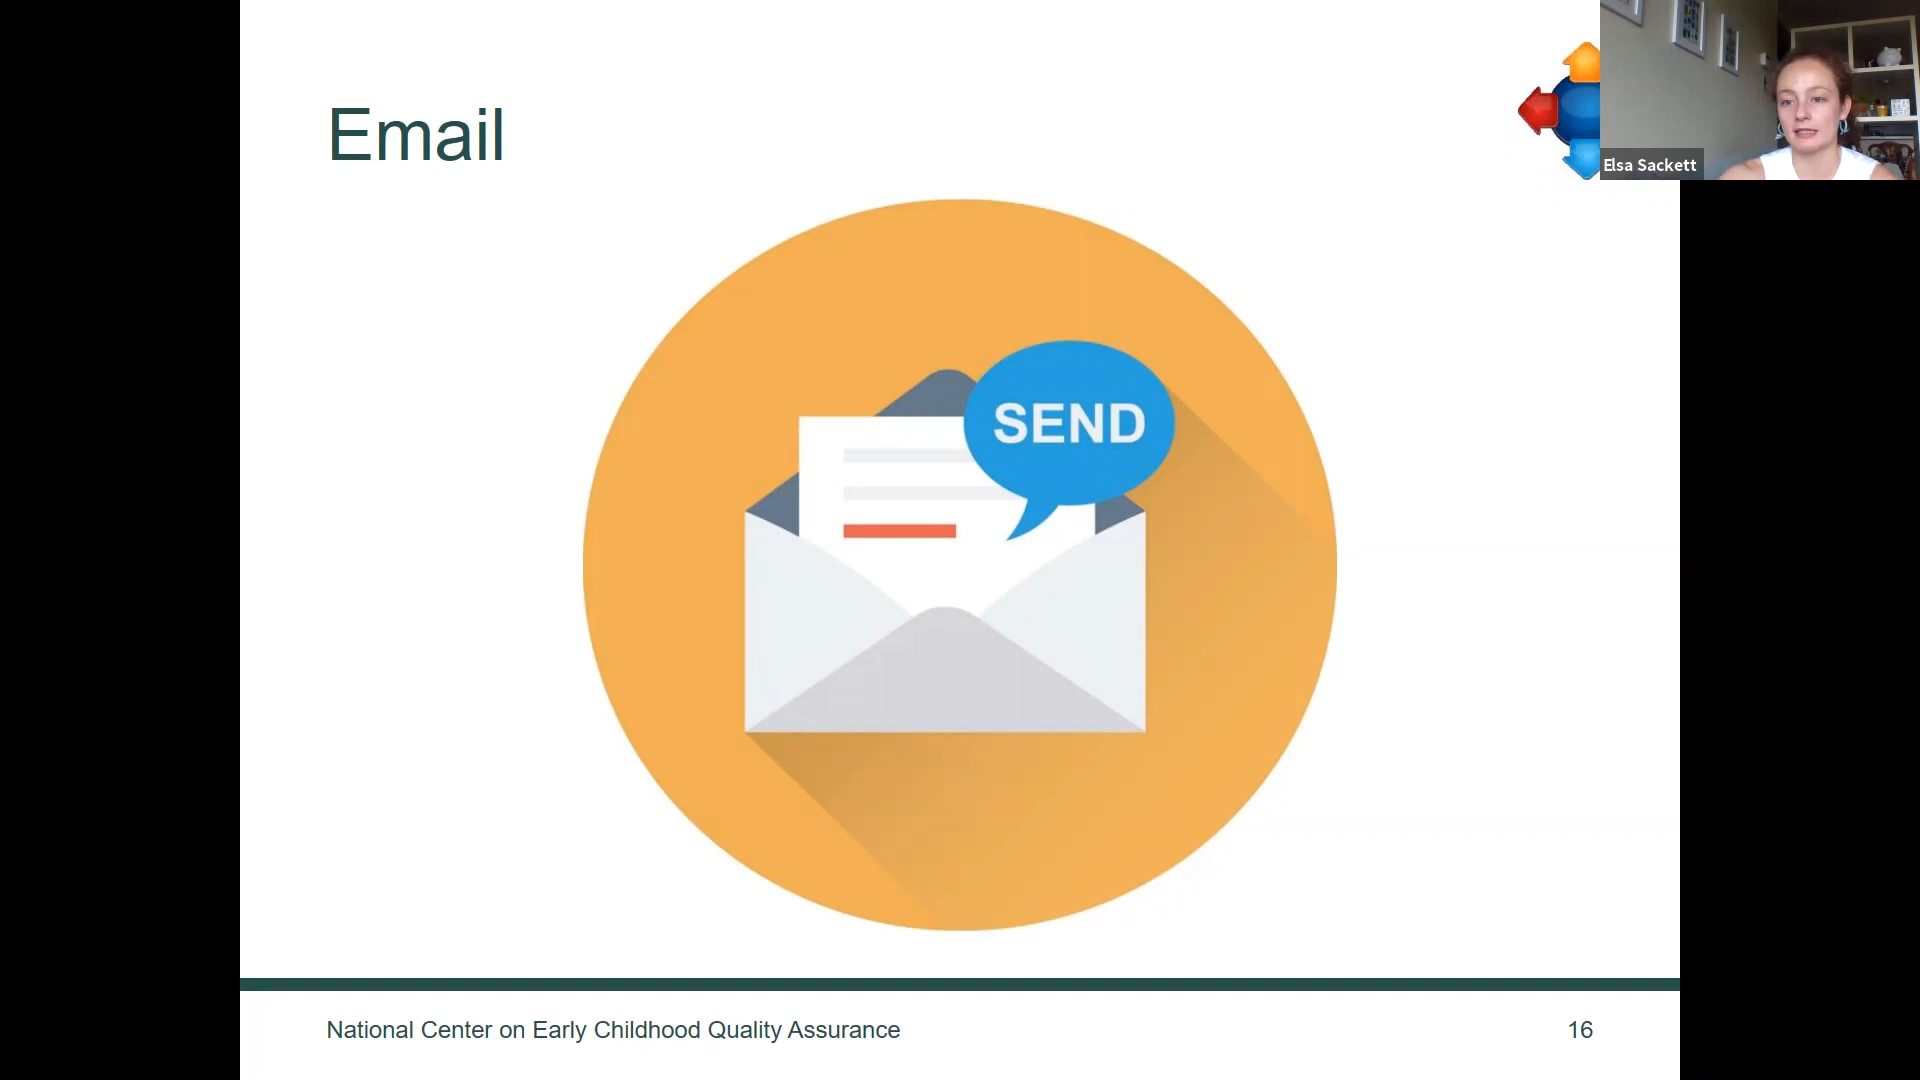 Email
Elsa Sackett
SEND
National Center on Early Childhood Quality Assurance
16